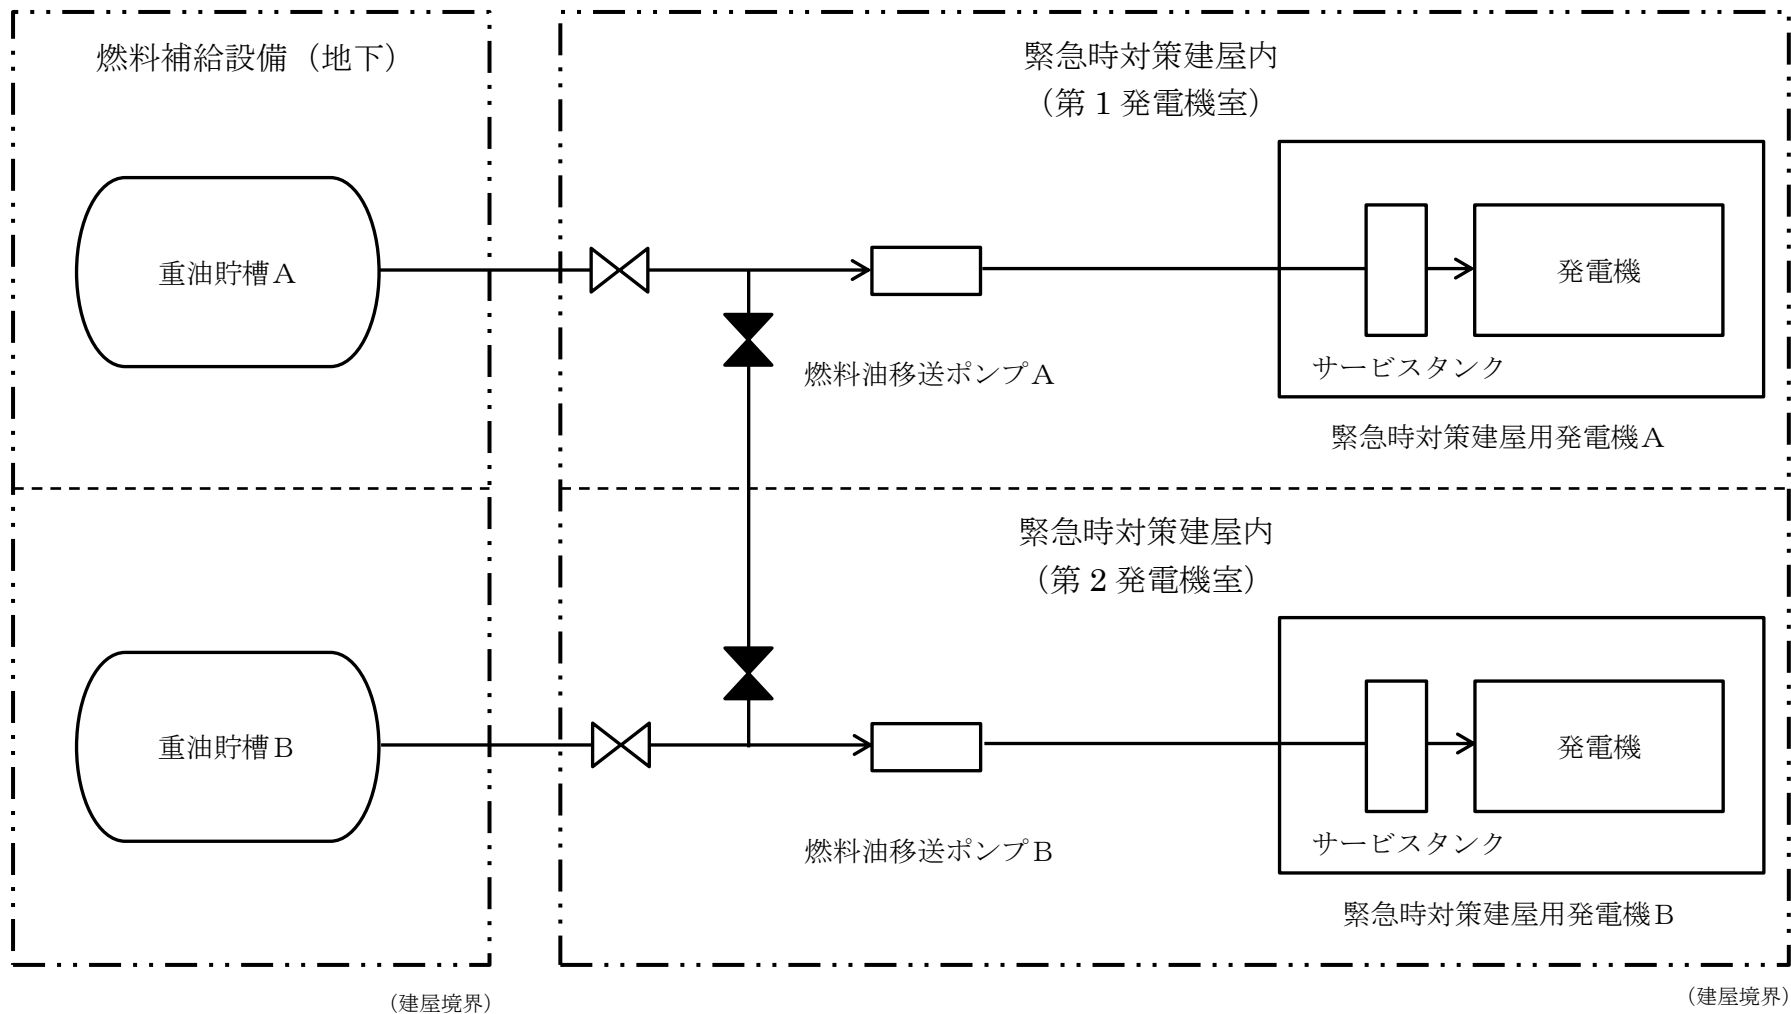 燃料補給設備（地下）
緊急時対策建屋内
（第１発電機室）
重油貯槽Ａ
発電機
燃料油移送ポンプＡ
サービスタンク
緊急時対策建屋用発電機Ａ
緊急時対策建屋内
（第２発電機室）
重油貯槽Ｂ
発電機
燃料油移送ポンプＢ
サービスタンク
緊急時対策建屋用発電機Ｂ
（建屋境界）
（建屋境界）